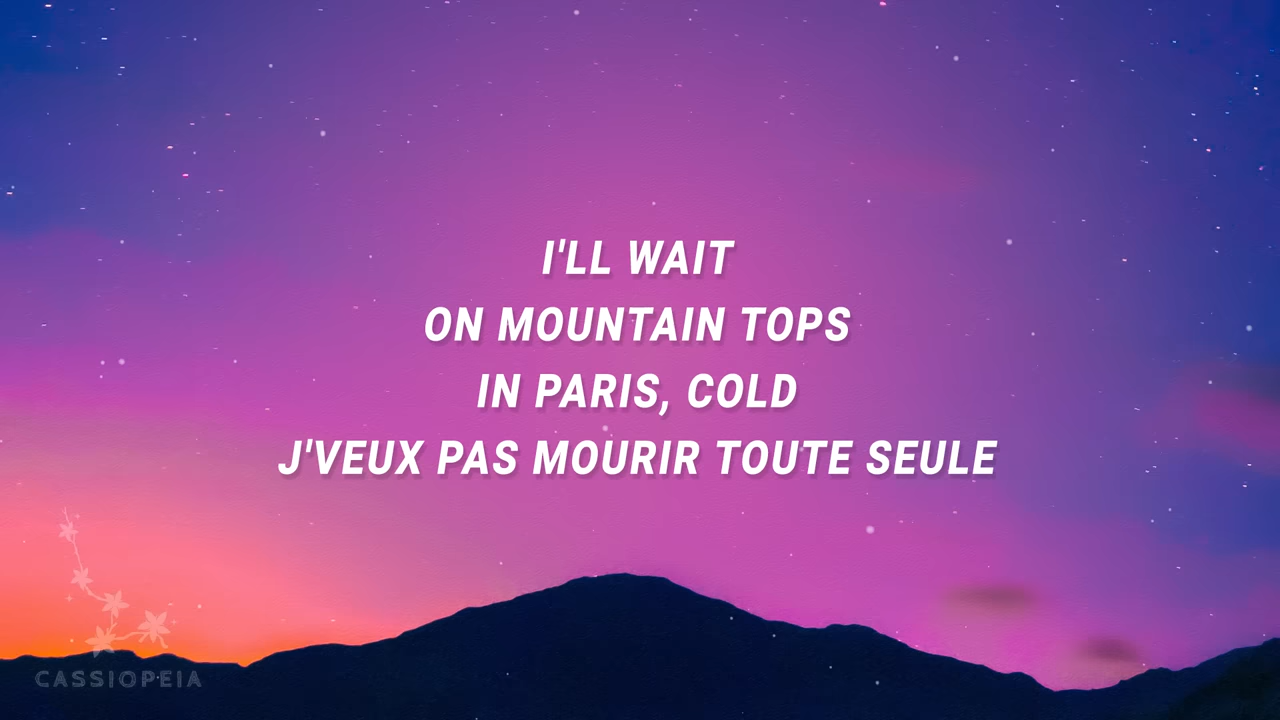 I'LL WAIT
ON MOUNTAIN TOPS
IN PARIS, COLD
J'VEUX PAS MOURIR TOUTE SEULE
CASSIOPEIA